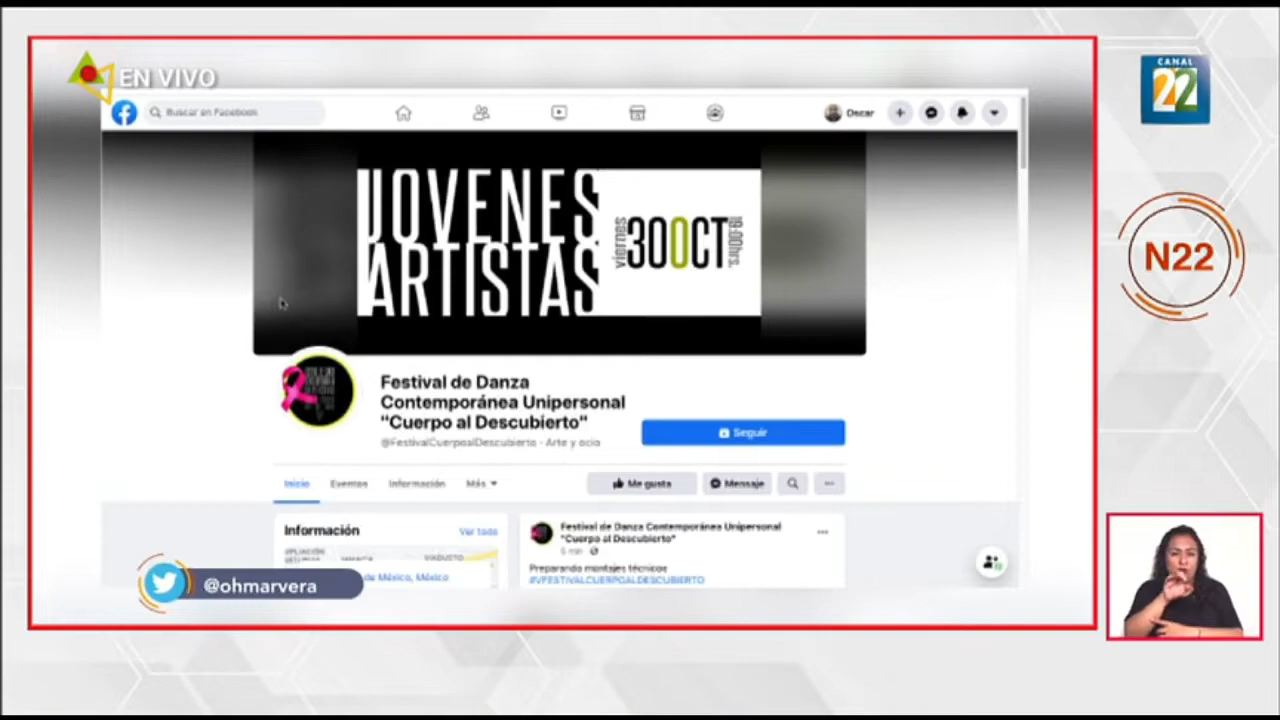 EN VIVO
CANAL
22
Buscar en Facebook
Oscar
JOVENES
ARTISTAS
viernes
30OCT
N22
Festival de Danza
Contemporánea Unipersonal
"Cuerpo al Descubierto"
@FestivalCuerpoalDescubierto - Arte y ocio
Seguir
Inicio
Eventos
Información
Más
Me gusta
Mensaje
Información
Ver todo
de México, México
Festival de Danza Contemporánea Unipersonal
"Cuerpo al Descubierto"
5 min
Preparando montajes técnicos
#VFESTIVALCUERPOALDESCUBIERTO
@ohmarvera